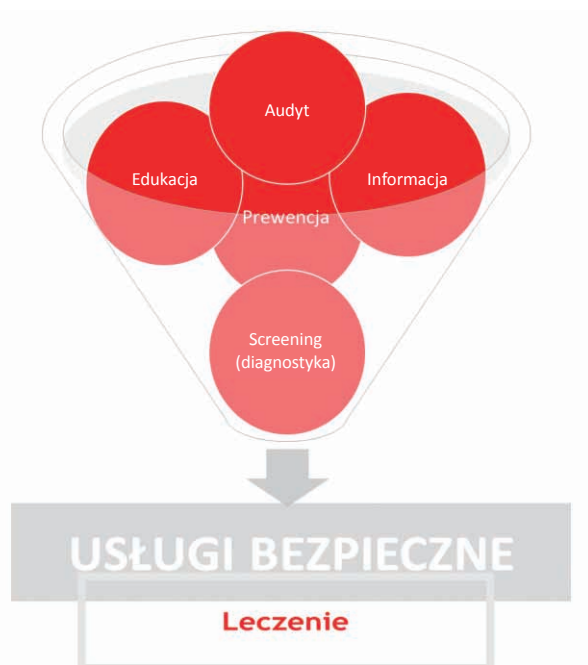 Audyt
Edukacja
Informacja
Prewencja
Screening
(diagnostyka)
USŁUGI BEZPIECZNE
Leczenie